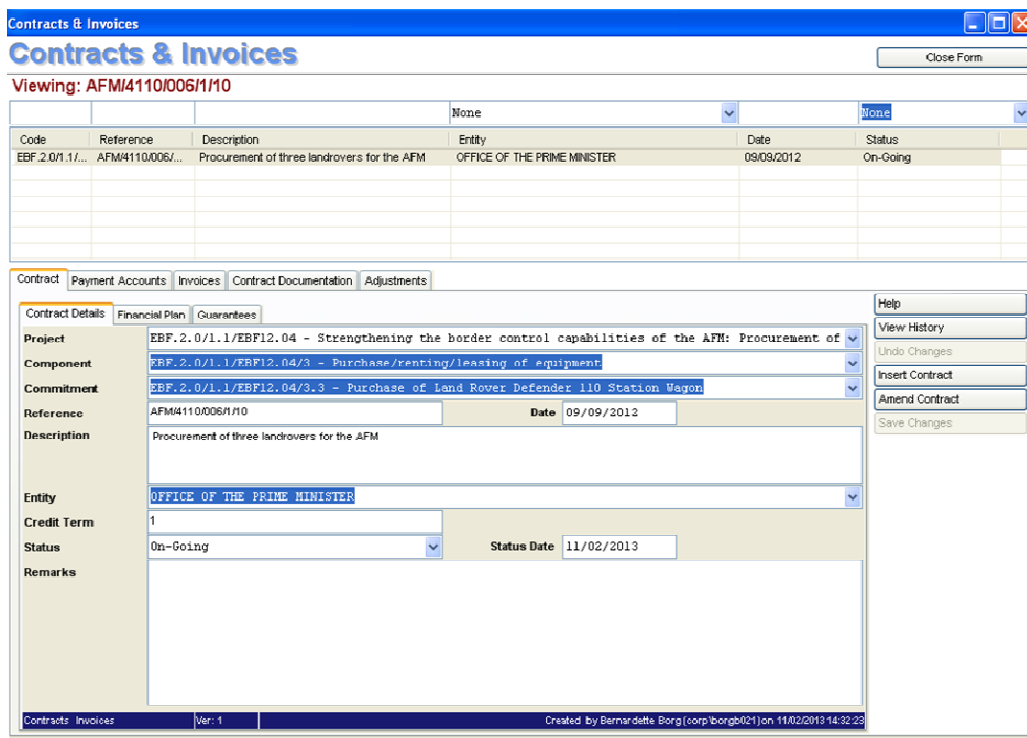 Contracts & Invoices
Contracts & Invoices
Close Form
Viewing: AFM/4110/006/1/10
None None
Code Reference Description Entity Date Status
EBF.2.0/1.1/... AFM/4110/006/... Procurement of three landrovers for the AFM OFFICE OF THE PRIME MINISTER 09/09/2012 On-Going
Contract Payment Accounts Invoices Contract Documentation Adjustments
Contract Details Financial Plan Guarantees
Help
Project EBF.2.0/1.1/EBF12.04 - Strengthening the border control capabilities of the AFM: Procurement of
View History
Undo Changes
Component EBF.2.0/1.1/EBF12.04/3 - Purchase/renting/leasing of equipment
Insert Contract
Commitment EBF.2.0/1.1/EBF12.04/3.3 - Purchase of Land Rover Defender 110 Station Wagon
Amend Contract
Reference AFM/4110/006/1/10 Date 09/09/2012
Save Changes
Description Procurement of three landrovers for the AFM
Entity OFFICE OF THE PRIME MINISTER
Credit Term 1
Status On-Going Status Date 11/02/2013
Remarks
Contracts Invoices Ver: 1 Created by Bernardette Borg (corp\borgb021) on 11/02/2013 14:32:23